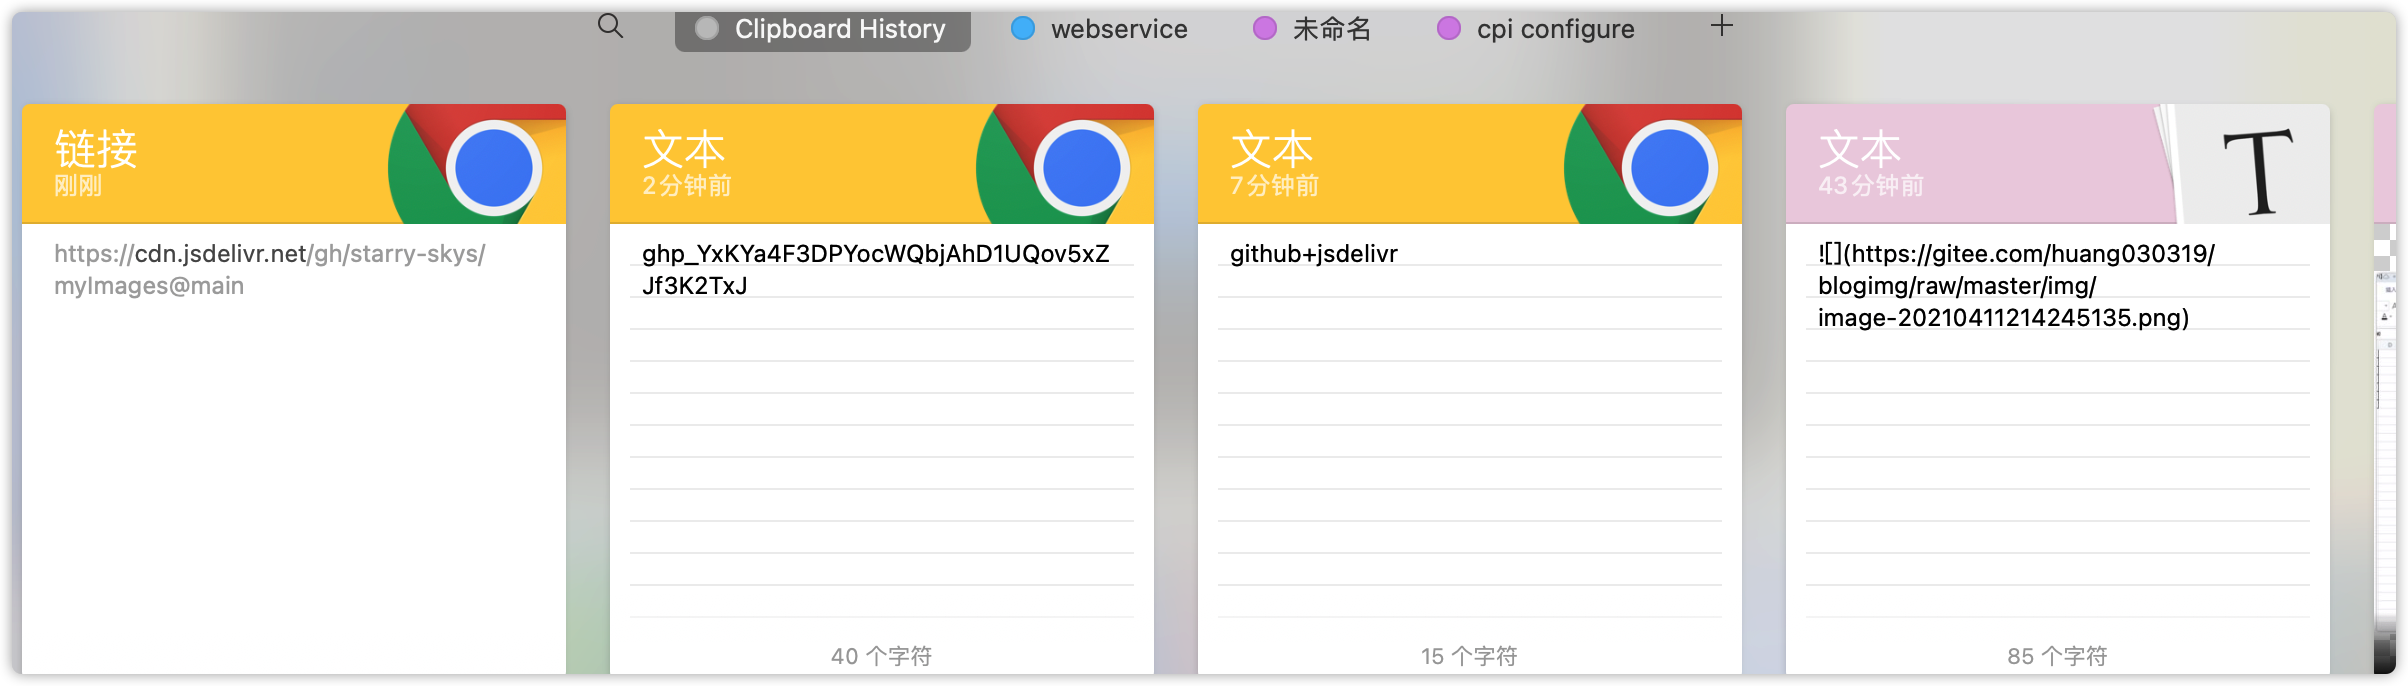 Clipboard History
webservice
未命名
cpi configure
链接
刚刚
https://cdn.jsdelivr.net/gh/starry-skys/
myImages@main
文本
2分钟前
ghp_YxKYa4F3DPYocWQbjAhD1UQov5xZ
Jf3K2TxJ
40 个字符
文本
7分钟前
github+jsdelivr
15 个字符
文本
43分钟前
![](https://gitee.com/huang030319/
blogimg/raw/master/img/
image-20210411214245135.png)
85 个字符